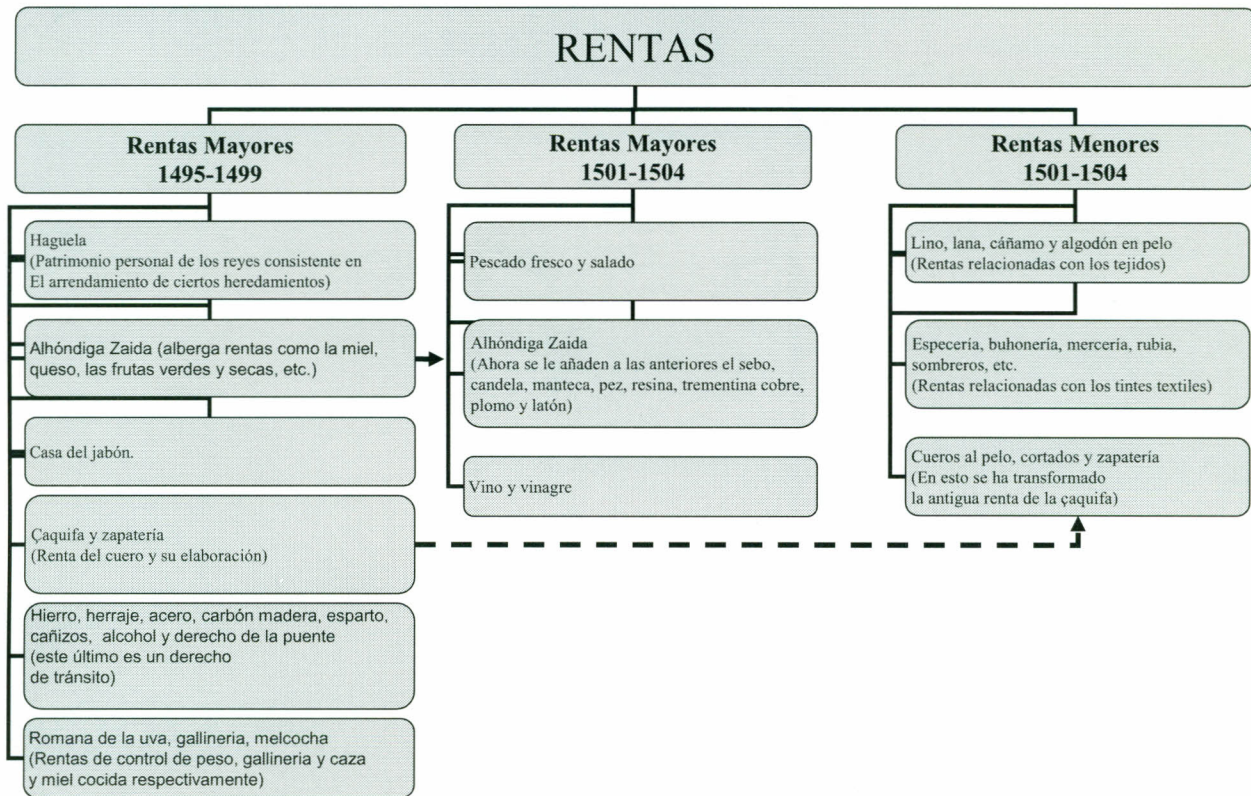 RENTAS
Rentas Mayores
1495-1499
Haguela
(Patrimonio personal de los reyes consistente en
El arrendamiento de ciertos heredamientos)
Alhóndiga Zaida (alberga rentas como la miel,
queso, las frutas verdes y secas, etc.)
Casa del jabón.
Çaquifa y zapatería
(Renta del cuero y su elaboración)
Hierro, herraje, acero, carbón madera, esparto,
cañizos, alcohol y derecho de la puente
(este último es un derecho
de tránsito)
Romana de la uva, gallineria, melcocha
(Rentas de control de peso, gallineria y caza
y miel cocida respectivamente)
Rentas Mayores
1501-1504
Pescado fresco y salado
Alhóndiga Zaida
(Ahora se le añaden a las anteriores el sebo,
candela, manteca, pez, resina, trementina cobre,
plomo y latón)
Vino y vinagre
Rentas Menores
1501-1504
Lino, lana, cáñamo y algodón en pelo
(Rentas relacionadas con los tejidos)
Especería, buhonería, mercería, rubia,
sombreros, etc.
(Rentas relacionadas con los tintes textiles)
Cueros al pelo, cortados y zapatería
(En esto se ha transformado
la antigua renta de la çaquifa)